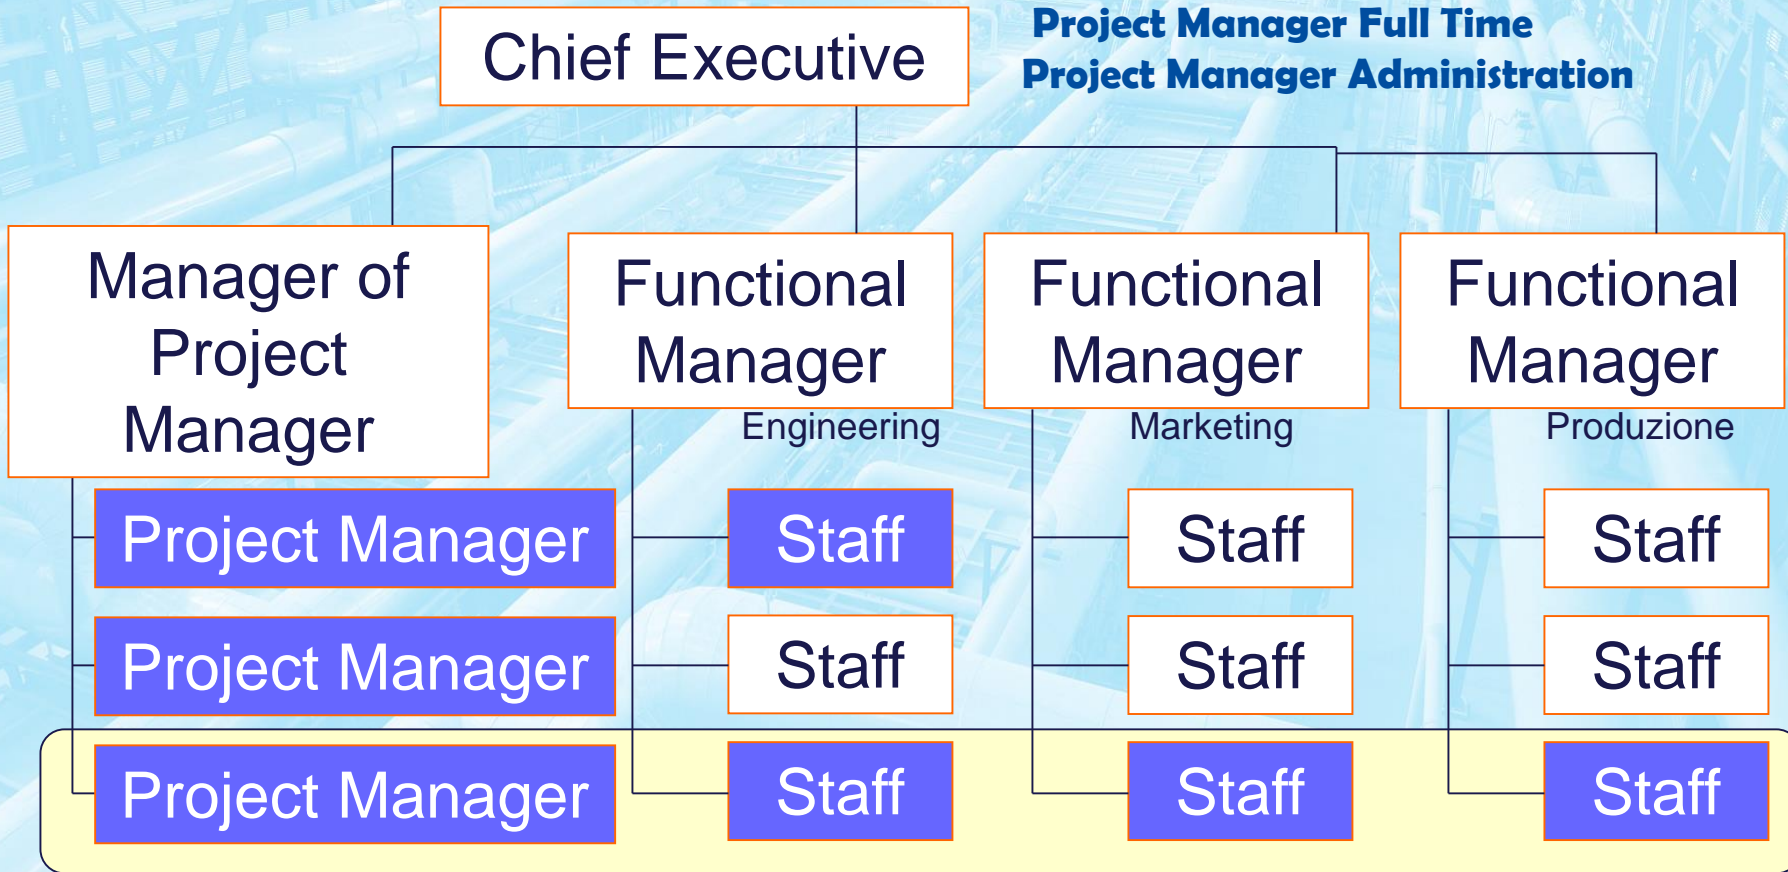 Project Manager Full Time
Project Manager Administration
Chief Executive
Manager of
Project
Manager
Functional
Manager
Engineering
Functional
Manager
Marketing
Functional
Manager
Produzione
Project Manager
Staff
Staff
Staff
Project Manager
Staff
Staff
Staff
Project Manager
Staff
Staff
Staff